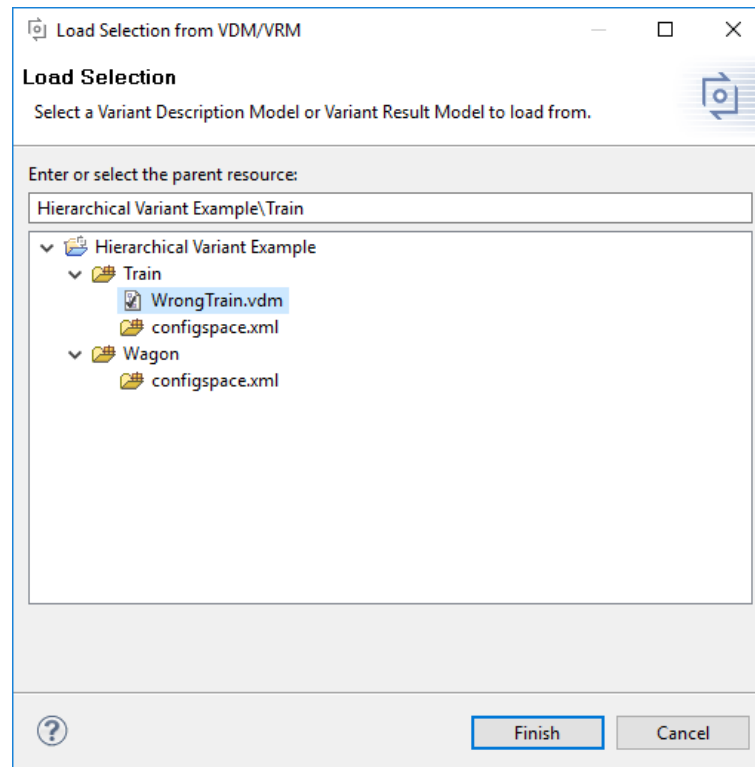 Load Selection from VDM/VRM
Load Selection
Select a Variant Description Model or Variant Result Model to load from.
Enter or select the parent resource:
Hierarchical Variant Example\Train
Hierarchical Variant Example
Train
WrongTrain.vdm
configspace.xml
Wagon
configspace.xml
?
Finish
Cancel